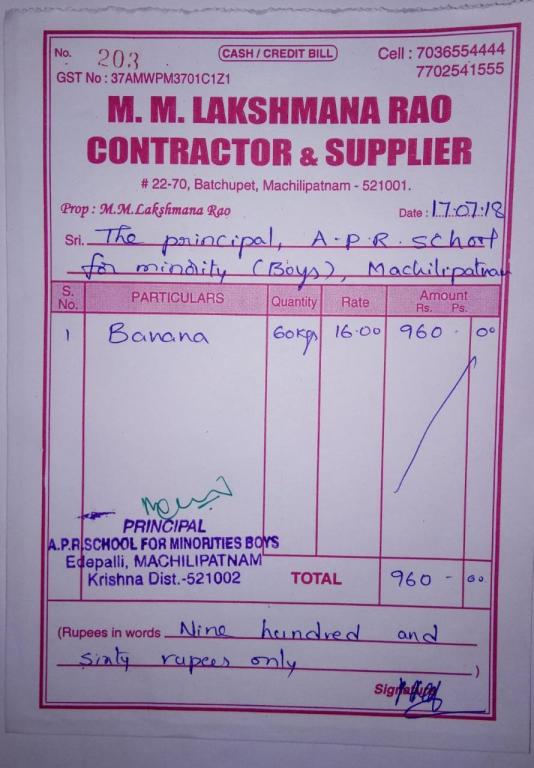 No. 203 CASH / CREDIT BILL Cell : 7036554444
GST No : 37AMWPM3701C1Z1 7702541555
M. M. LAKSHMANA RAO
CONTRACTOR & SUPPLIER
# 22-70, Batchupet, Machilipatnam - 521001.
Prop : M.M.Lakshmana Rao Date : 17.07.18
Sri. The principal, A.P.R. school
for minority (Boys), Machilipatnam
S. No. PARTICULARS Quantity Rate Amount Rs. Ps.
1 Banana 60kgs 16.00 960 . 00
PRINCIPAL
A.P.R.SCHOOL FOR MINORITIES BOYS
Edepalli, MACHILIPATNAM
Krishna Dist.-521002
TOTAL 960 - 00
(Rupees in words Nine hundred and
sixty rupees only )
Signature